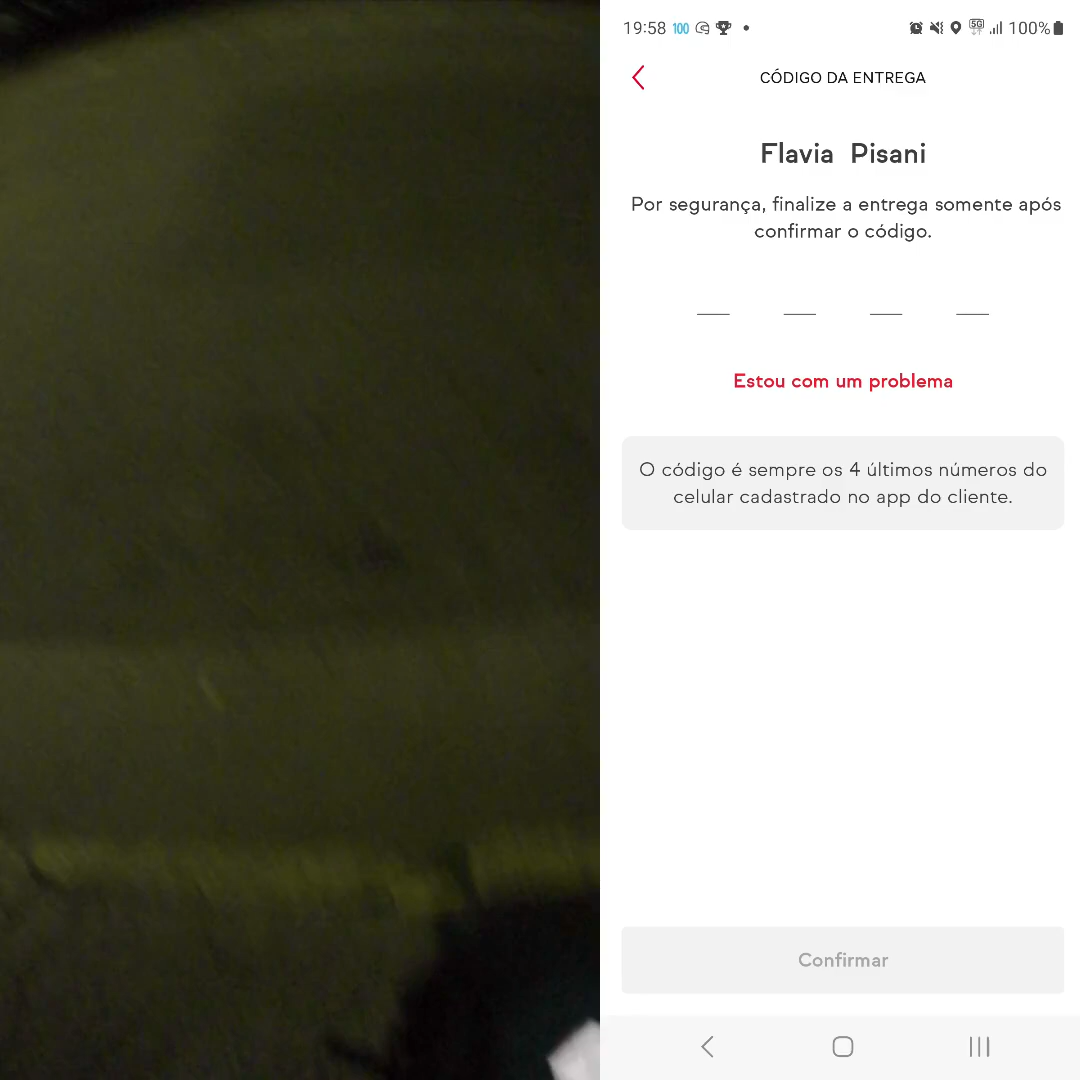 19:58 100 5G 100%
CÓDIGO DA ENTREGA
Flavia Pisani
Por segurança, finalize a entrega somente após
confirmar o código.
Estou com um problema
O código é sempre os 4 últimos números do
celular cadastrado no app do cliente.
Confirmar